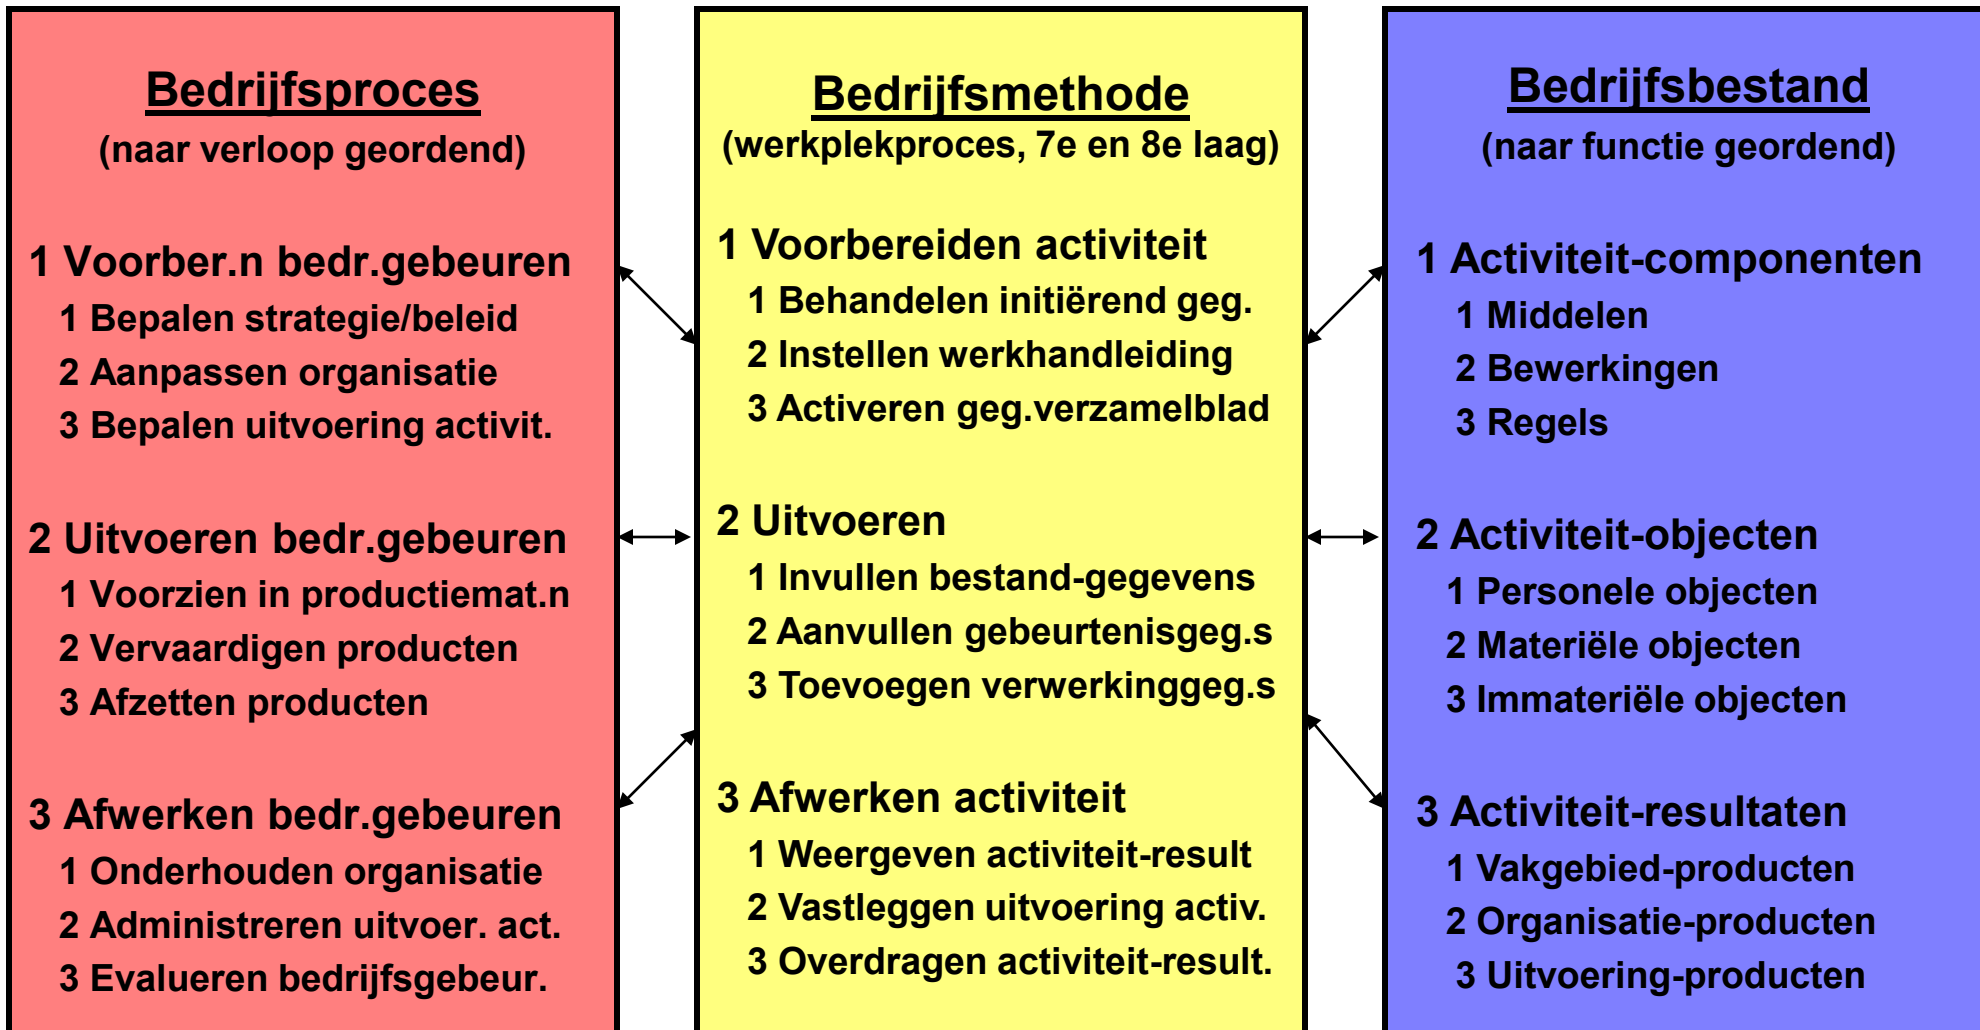 Bedrijfsproces
(naar verloop geordend)
1 Voorber.n bedr.gebeuren
1 Bepalen strategie/beleid
2 Aanpassen organisatie
3 Bepalen uitvoering activit.
2 Uitvoeren bedr.gebeuren
1 Voorzien in productiemat.n
2 Vervaardigen producten
3 Afzetten producten
3 Afwerken bedr.gebeuren
1 Onderhouden organisatie
2 Administreren uitvoer. act.
3 Evalueren bedrijfsgebeur.
Bedrijfsmethode
(werkplekproces, 7e en 8e laag)
1 Voorbereiden activiteit
1 Behandelen initiërend geg.
2 Instellen werkhandleiding
3 Activeren geg.verzamelblad
2 Uitvoeren
1 Invullen bestand-gegevens
2 Aanvullen gebeurtenisgeg.s
3 Toevoegen verwerkinggeg.s
3 Afwerken activiteit
1 Weergeven activiteit-result
2 Vastleggen uitvoering activ.
3 Overdragen activiteit-result.
Bedrijfsbestand
(naar functie geordend)
1 Activiteit-componenten
1 Middelen
2 Bewerkingen
3 Regels
2 Activiteit-objecten
1 Personele objecten
2 Materiële objecten
3 Immateriële objecten
3 Activiteit-resultaten
1 Vakgebied-producten
2 Organisatie-producten
3 Uitvoering-producten